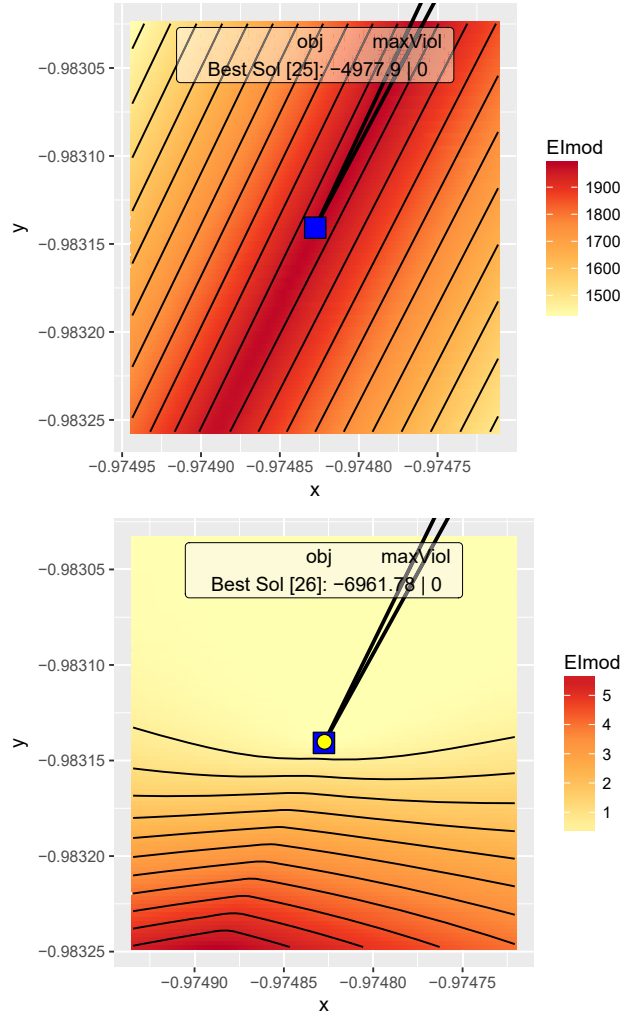 obj maxViol
Best Sol [25]: −4977.9 | 0
−0.98305
−0.98310
−0.98315
−0.98320
−0.98325
y
−0.97495 −0.97490 −0.97485 −0.97480 −0.97475
x
EImod
1900
1800
1700
1600
1500
obj maxViol
Best Sol [26]: −6961.78 | 0
−0.98305
−0.98310
−0.98315
−0.98320
−0.98325
y
−0.97490 −0.97485 −0.97480 −0.97475
x
EImod
5
4
3
2
1